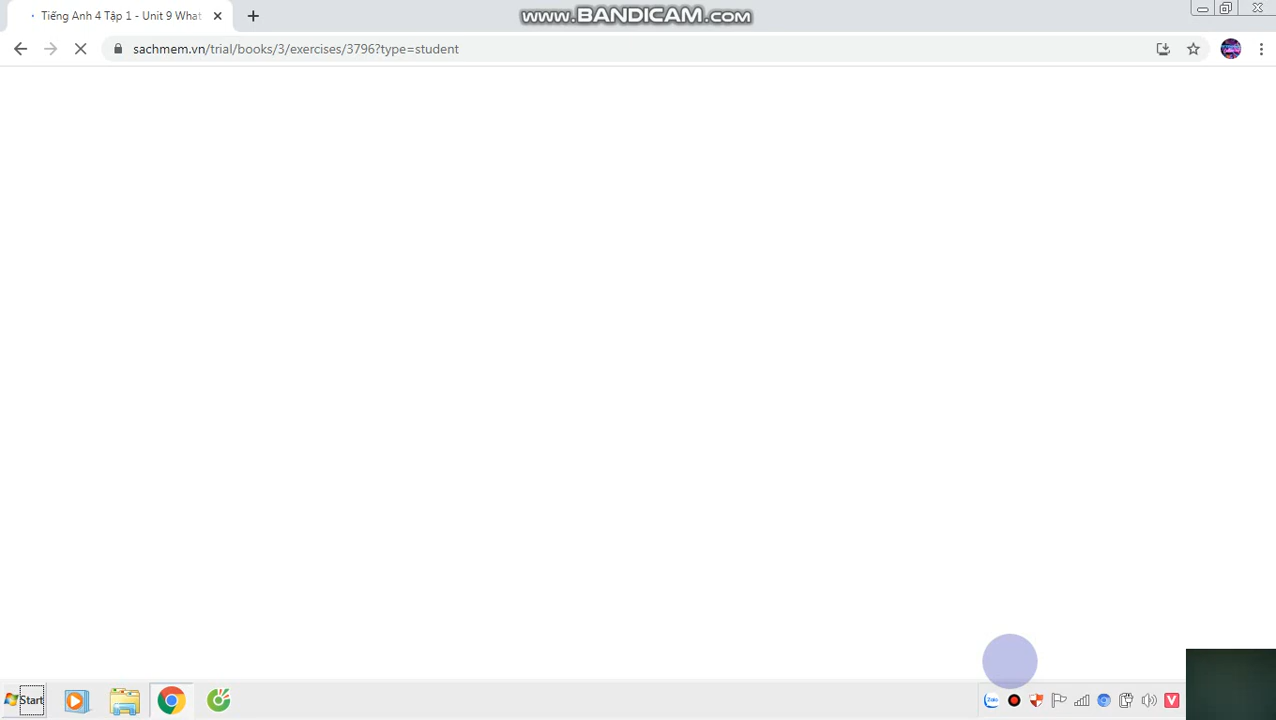 Tiếng Anh 4 Tập 1 - Unit 9 What
www.BANDICAM.com
sachmem.vn/trial/books/3/exercises/3796?type=student
Start
Zalo
V